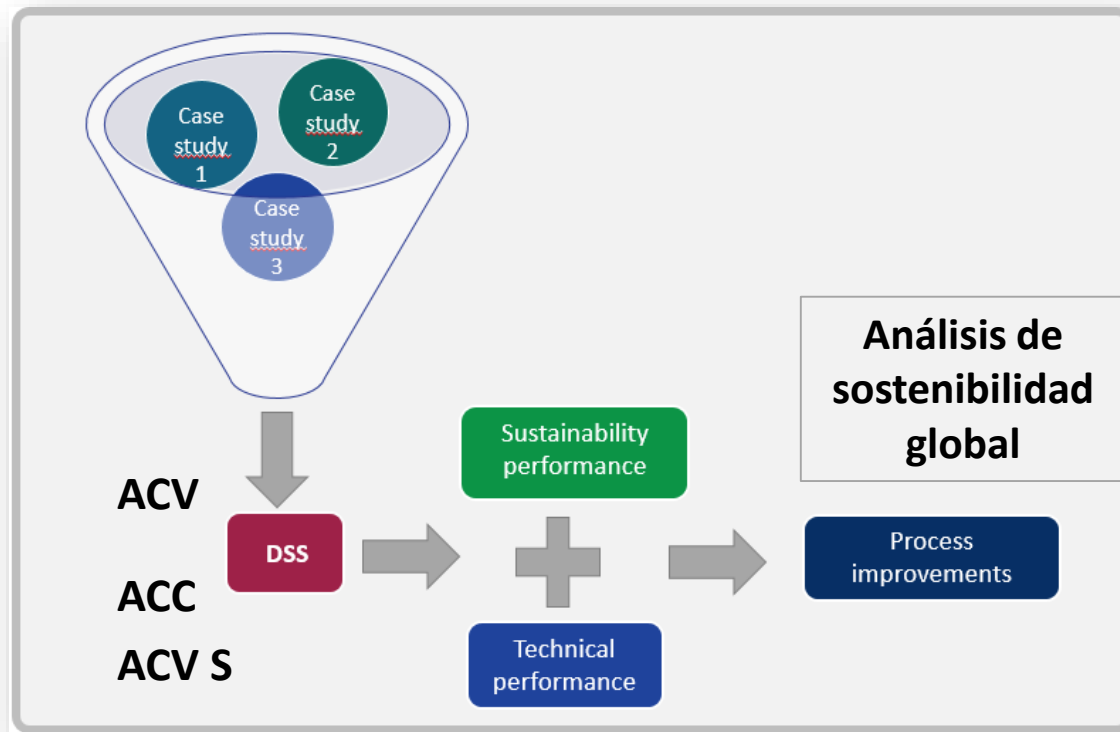 Case
study
1
Case
study
2
Case
study
3
Análisis de
sostenibilidad
global
Sustainability
performance
ACV
DSS
Process
improvements
ACC
ACV S
Technical
performance